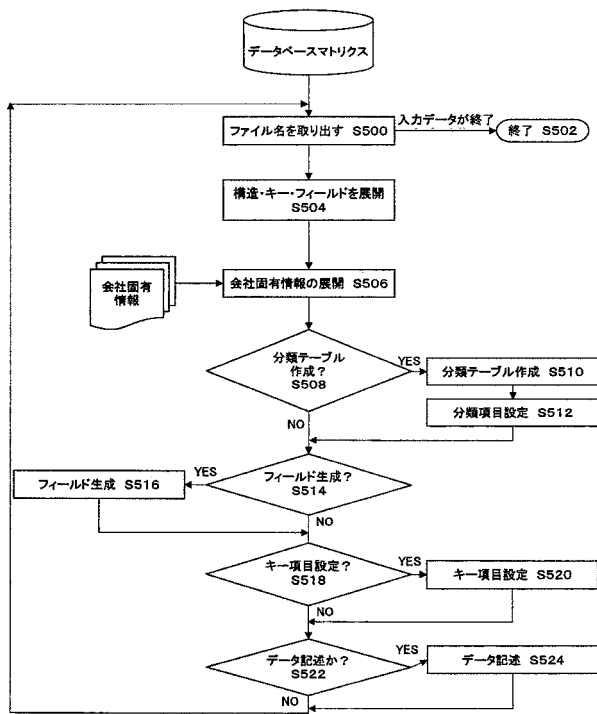 データベースマトリクス
ファイル名を取り出す S500
入力データが終了
終了 S502
構造・キー・フィールドを展開
S504
会社固有
情報
会社固有情報の展開 S506
分類テーブル
作成?
S508
YES
分類テーブル作成 S510
分類項目設定 S512
NO
フィールド生成?
S514
YES
フィールド生成 S516
NO
キー項目設定?
S518
YES
キー項目設定 S520
NO
データ記述か?
S522
YES
データ記述 S524
NO